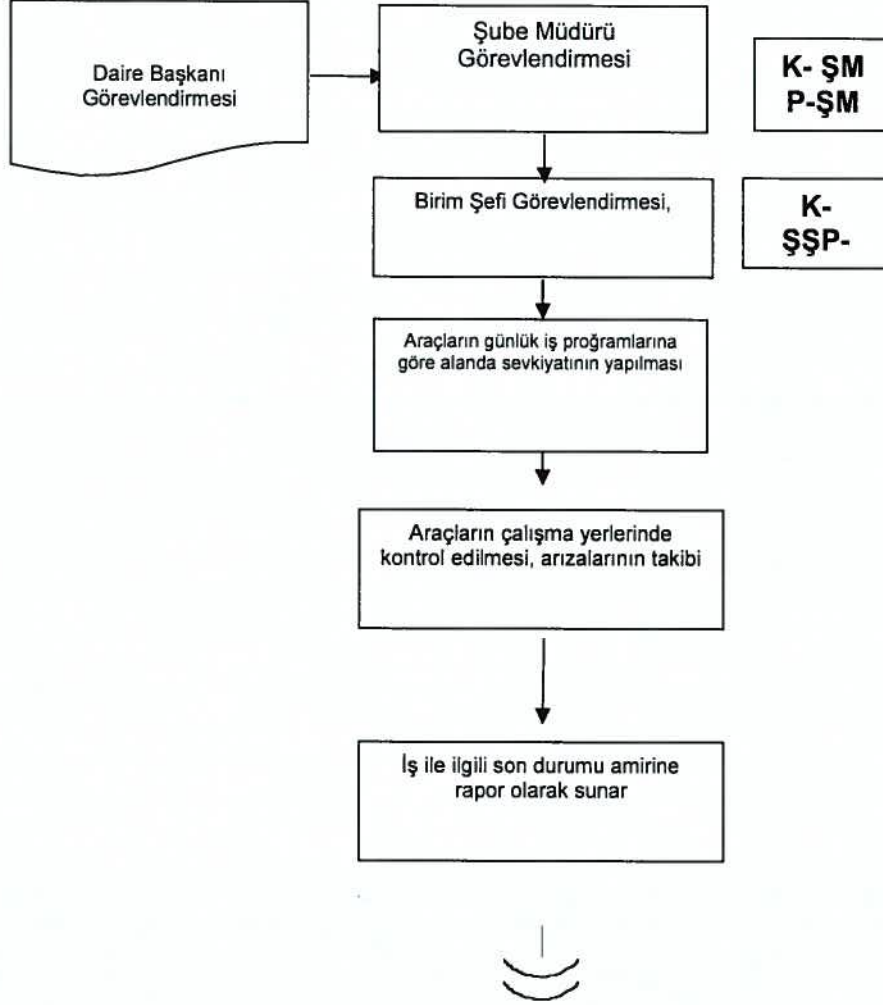 Daire Başkanı
Görevlendirmesi
Şube Müdürü
Görevlendirmesi
K- ŞM
P-ŞM
Birim Şefi Görevlendirmesi,
K-
ŞŞP-
Araçların günlük iş proğramlarına
göre alanda sevkiyatının yapılması
Araçların çalışma yerlerinde
kontrol edilmesi, arızalarının takibi
İş ile ilgili son durumu amirine
rapor olarak sunar